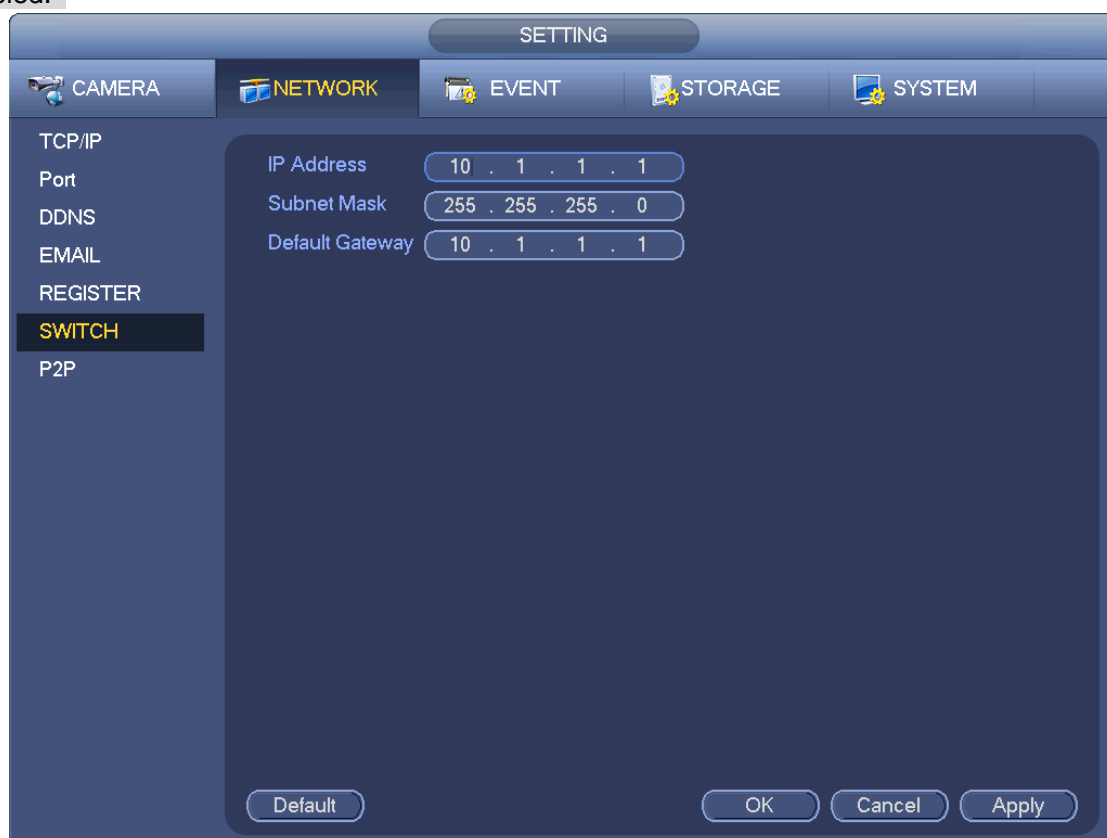 SETTING
CAMERA NETWORK EVENT STORAGE SYSTEM
TCP/IP
Port
DDNS
EMAIL
REGISTER
SWITCH
P2P
IP Address 10 . 1 . 1 . 1
Subnet Mask 255 . 255 . 255 . 0
Default Gateway 10 . 1 . 1 . 1
Default OK Cancel Apply